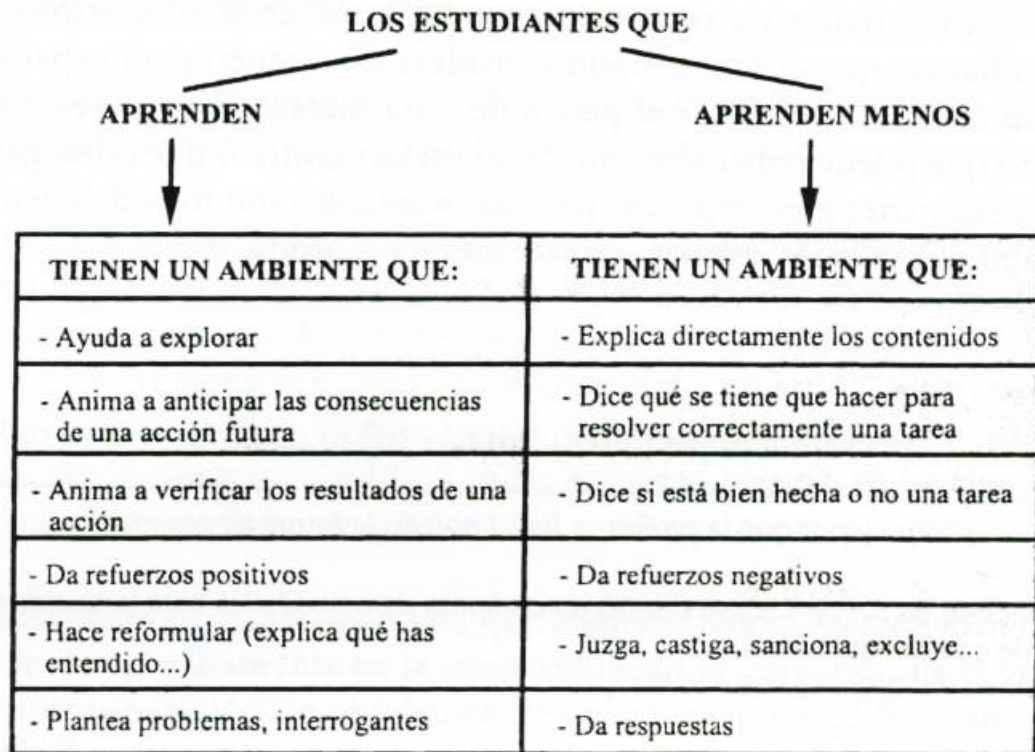 LOS ESTUDIANTES QUE
APRENDEN
APRENDEN MENOS
TIENEN UN AMBIENTE QUE:
TIENEN UN AMBIENTE QUE:
- Ayuda a explorar
- Explica directamente los contenidos
- Anima a anticipar las consecuencias
de una acción futura
- Dice qué se tiene que hacer para
resolver correctamente una tarea
- Anima a verificar los resultados de una
acción
- Dice si está bien hecha o no una tarea
- Da refuerzos positivos
- Da refuerzos negativos
- Hace reformular (explica qué has
entendido...)
- Juzga, castiga, sanciona, excluye...
- Plantea problemas, interrogantes
- Da respuestas